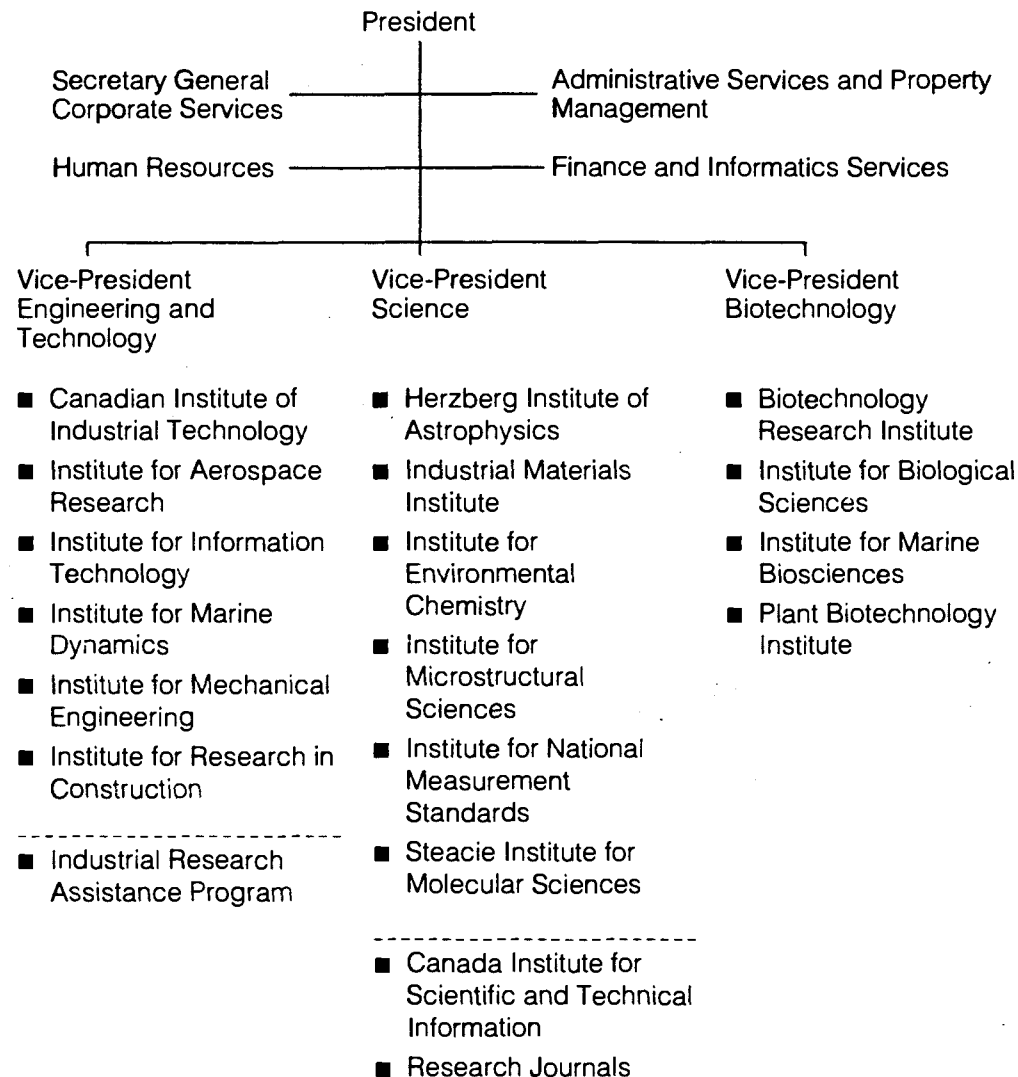 President
Secretary General
Corporate Services
Administrative Services and Property
Management
Human Resources
Finance and Informatics Services
Vice-President
Engineering and
Technology
■ Canadian Institute of
Industrial Technology
■ Institute for Aerospace
Research
■ Institute for Information
Technology
■ Institute for Marine
Dynamics
■ Institute for Mechanical
Engineering
■ Institute for Research in
Construction
■ Industrial Research
Assistance Program
Vice-President
Science
■ Herzberg Institute of
Astrophysics
■ Industrial Materials
Institute
■ Institute for
Environmental
Chemistry
■ Institute for
Microstructural
Sciences
■ Institute for National
Measurement
Standards
■ Steacie Institute for
Molecular Sciences
■ Canada Institute for
Scientific and Technical
Information
■ Research Journals
Vice-President
Biotechnology
■ Biotechnology
Research Institute
■ Institute for Biological
Sciences
■ Institute for Marine
Biosciences
■ Plant Biotechnology
Institute